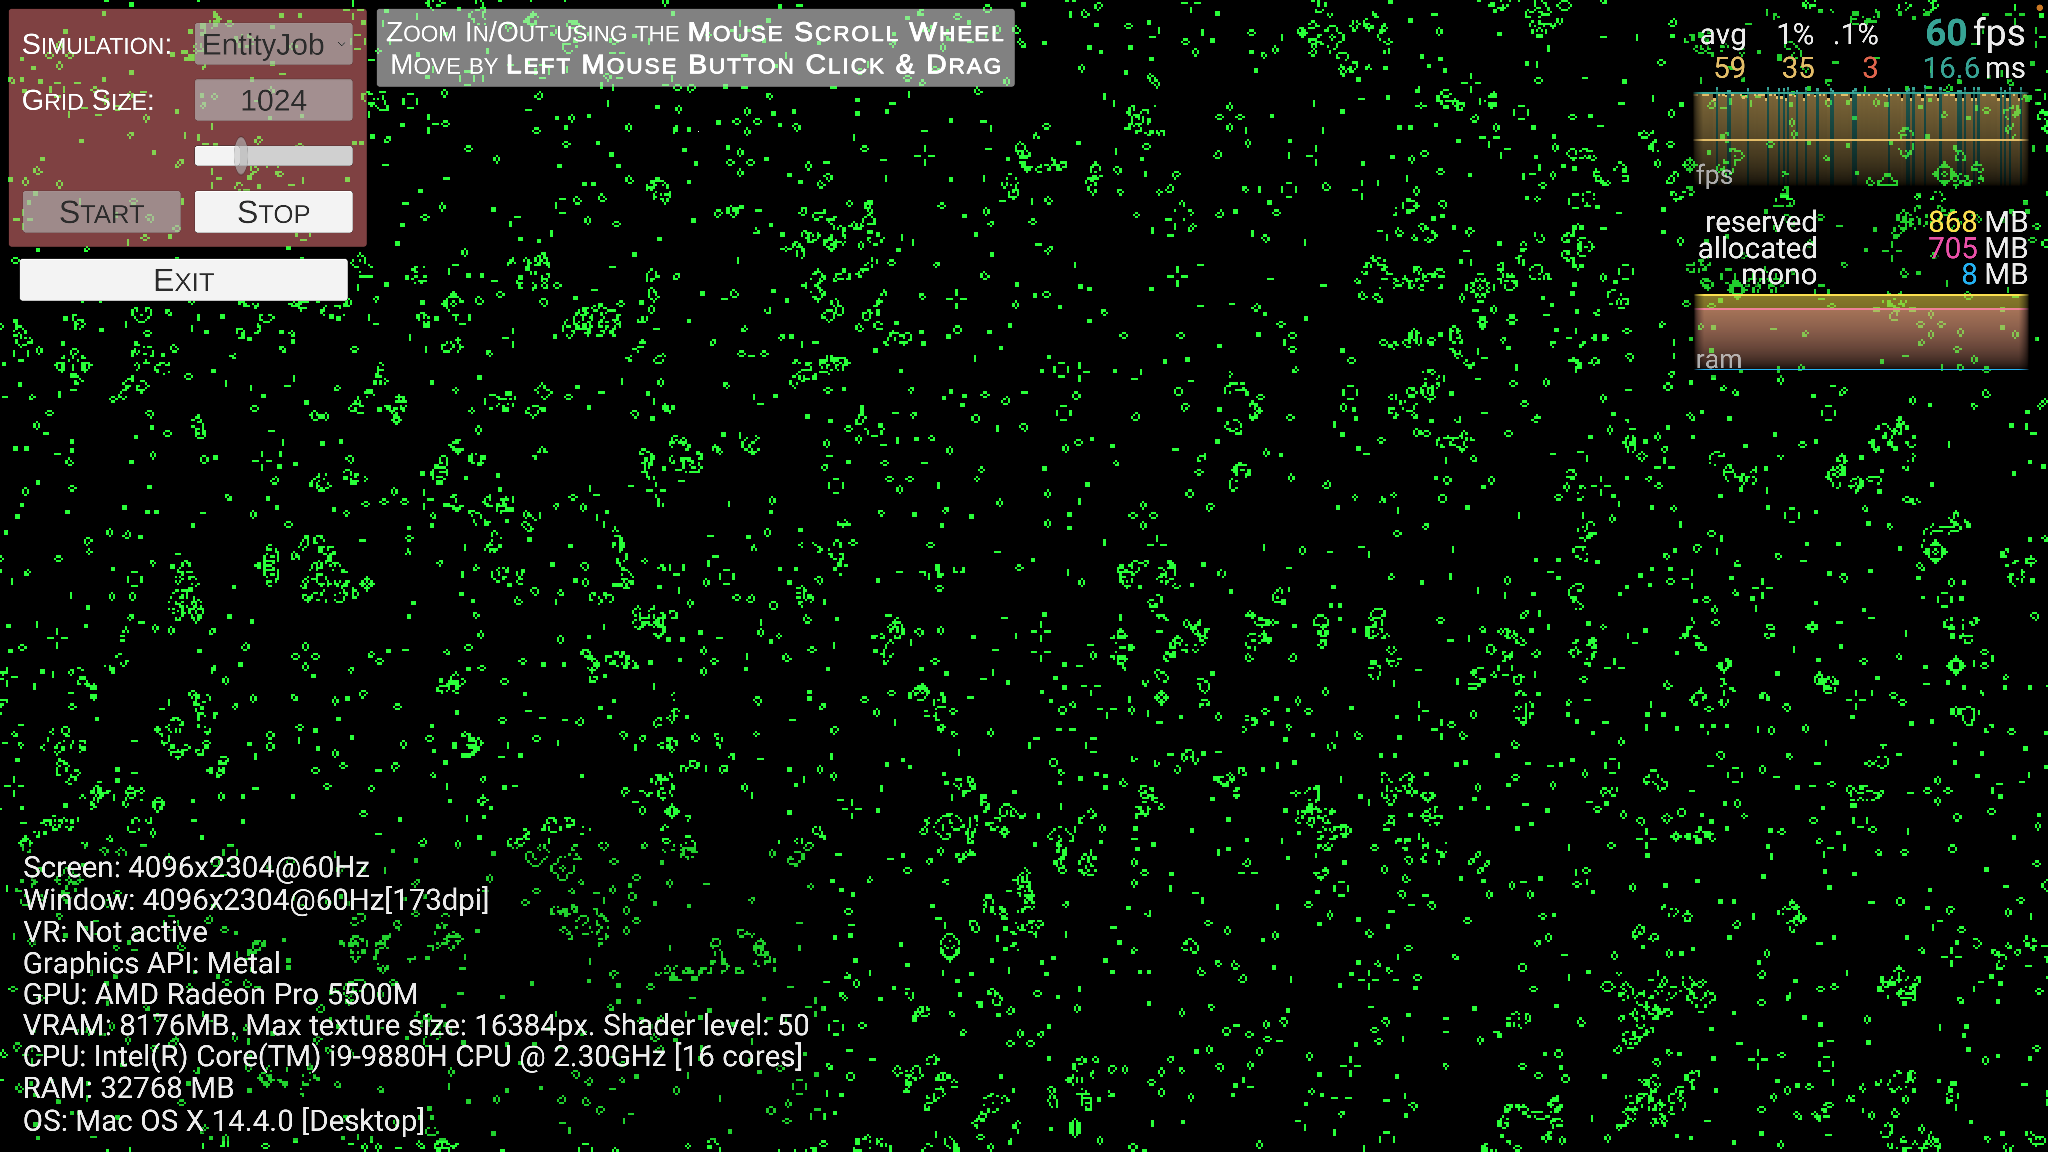 SIMULATION: EntityJob
GRID SIZE: 1024
START STOP
EXIT
ZOOM IN/OUT USING THE MOUSE SCROLL WHEEL
MOVE BY LEFT MOUSE BUTTON CLICK & DRAG
avg 1% .1% 60 fps
59 35 3 16.6 ms
fps
reserved 868 MB
allocated 705 MB
mono 8 MB
ram
Screen: 4096x2304@60Hz
Window: 4096x2304@60Hz[173dpi]
VR: Not active
Graphics API: Metal
GPU: AMD Radeon Pro 5500M
VRAM: 8176MB. Max texture size: 16384px. Shader level: 50
CPU: Intel(R) Core(TM) i9-9880H CPU @ 2.30GHz [16 cores]
RAM: 32768 MB
OS: Mac OS X 14.4.0 [Desktop]